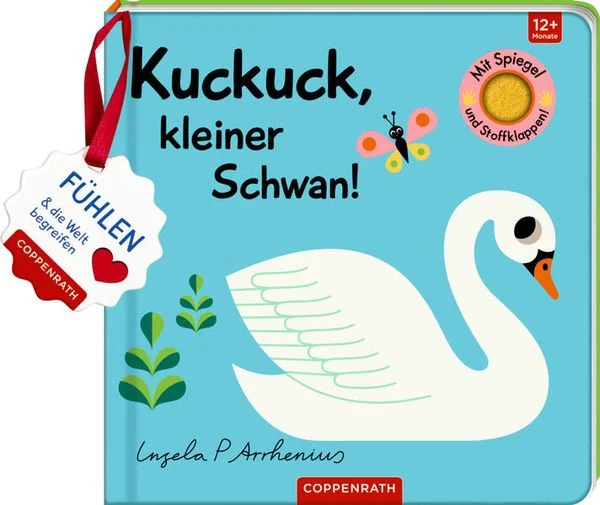 Kuckuck,
kleiner
Schwan!
12+
Monate
Mit Spiegel
und Stoffklappen!
FÜHLEN
& die Welt
begreifen
COPPENRATH
Ingela P Arrhenius
COPPENRATH